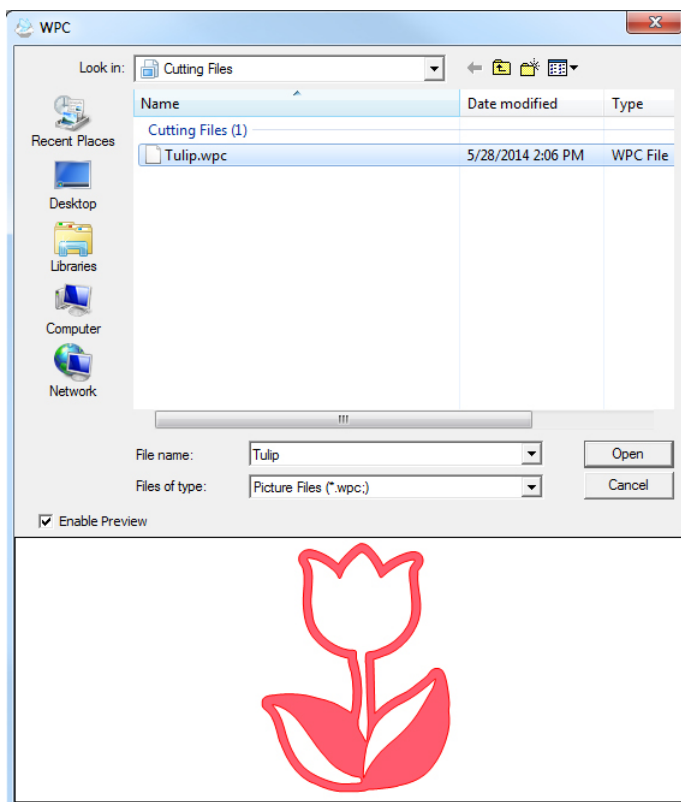 WPC
Look in: Cutting Files
Name Date modified Type
Cutting Files (1)
Tulip.wpc 5/28/2014 2:06 PM WPC File
Recent Places
Desktop
Libraries
Computer
Network
File name: Tulip Open
Files of type: Picture Files (*.wpc;) Cancel
Enable Preview